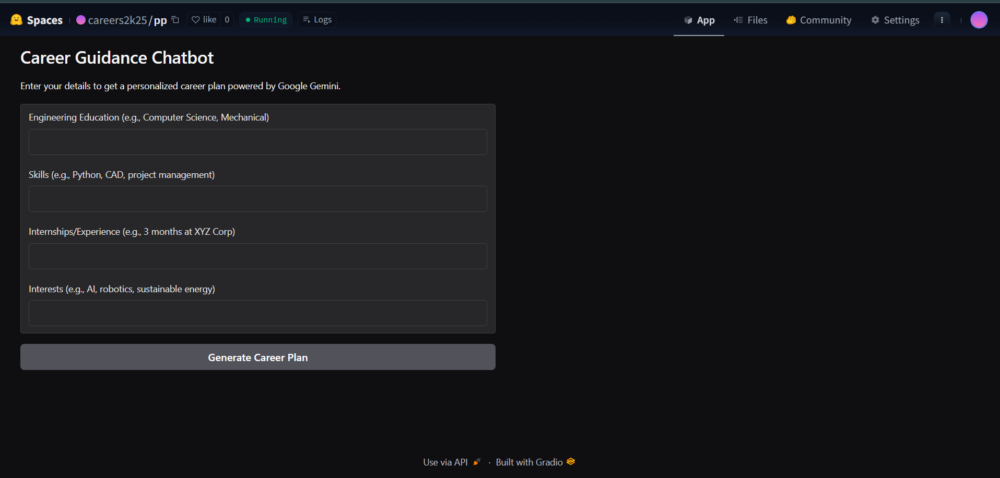 Spaces careers2k25/pp like 0 Running Logs App Files Community Settings
Career Guidance Chatbot
Enter your details to get a personalized career plan powered by Google Gemini.
Engineering Education (e.g., Computer Science, Mechanical)
Skills (e.g., Python, CAD, project management)
Internships/Experience (e.g., 3 months at XYZ Corp)
Interests (e.g., AI, robotics, sustainable energy)
Generate Career Plan
Use via API · Built with Gradio